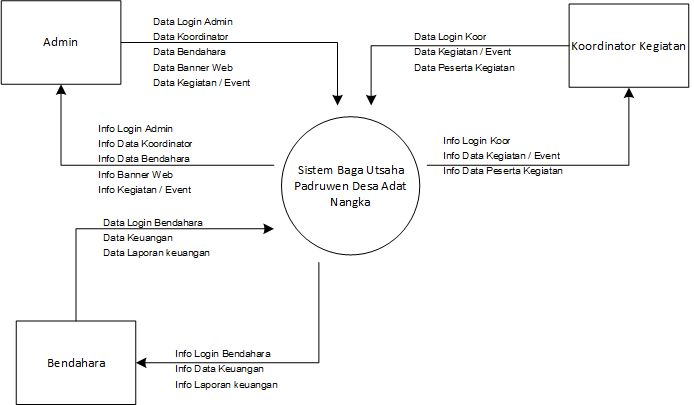 Admin
Data Login Admin
Data Koordinator
Data Bendahara
Data Banner Web
Data Kegiatan / Event
Data Login Koor
Data Kegiatan / Event
Data Peserta Kegiatan
Koordinator Kegiatan
Info Login Admin
Info Data Koordinator
Info Data Bendahara
Info Banner Web
Info Kegiatan / Event
Sistem Baga Utsaha
Padruwen Desa Adat
Nangka
Info Login Koor
Info Data Kegiatan / Event
Info Data Peserta Kegiatan
Data Login Bendahara
Data Keuangan
Data Laporan keuangan
Bendahara
Info Login Bendahara
Info Data Keuangan
Info Laporan keuangan